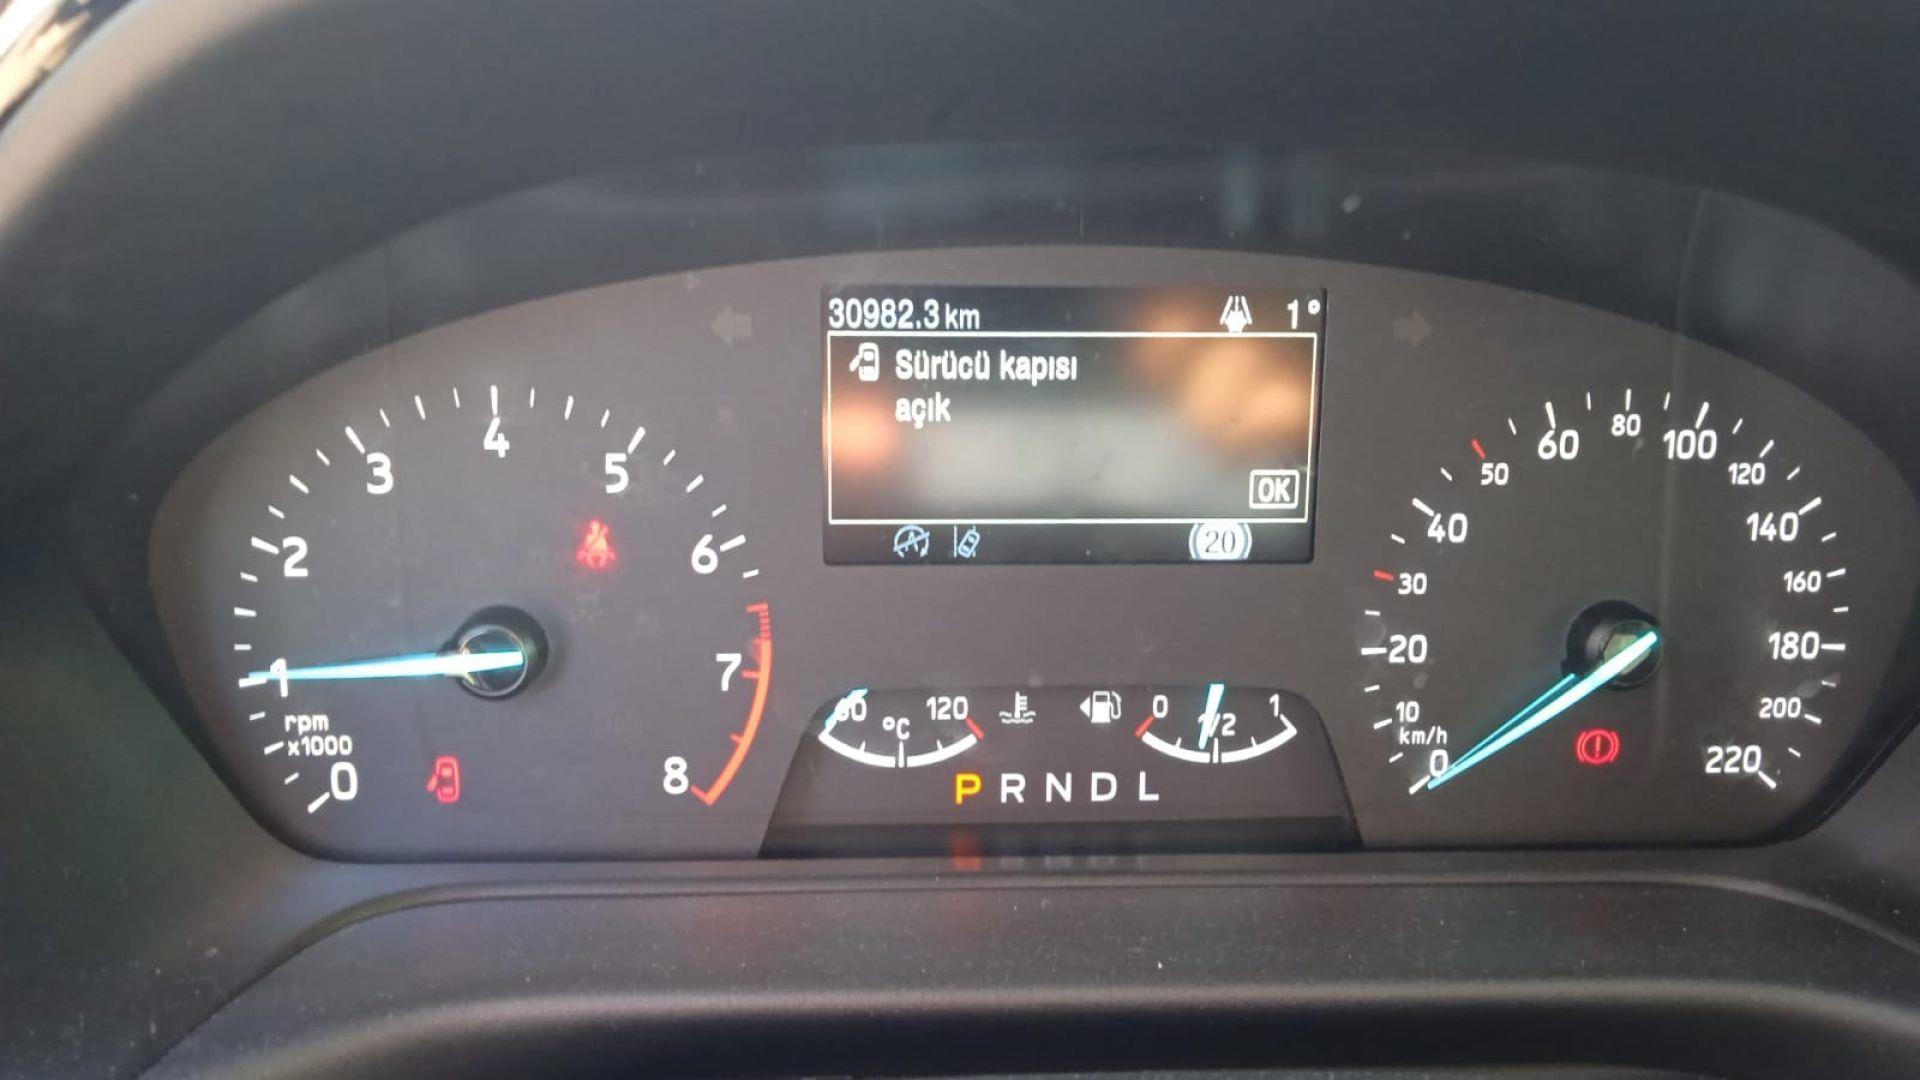 30982.3 km 1°
Sürücü kapısı
açık
OK
20
0 1 2 3 4 5 6 7 8
rpm
x1000
120
°C
0 1/2 1
P R N D L
0 10 20 30 40 50 60 80 100 120 140 160 180 200 220
km/h